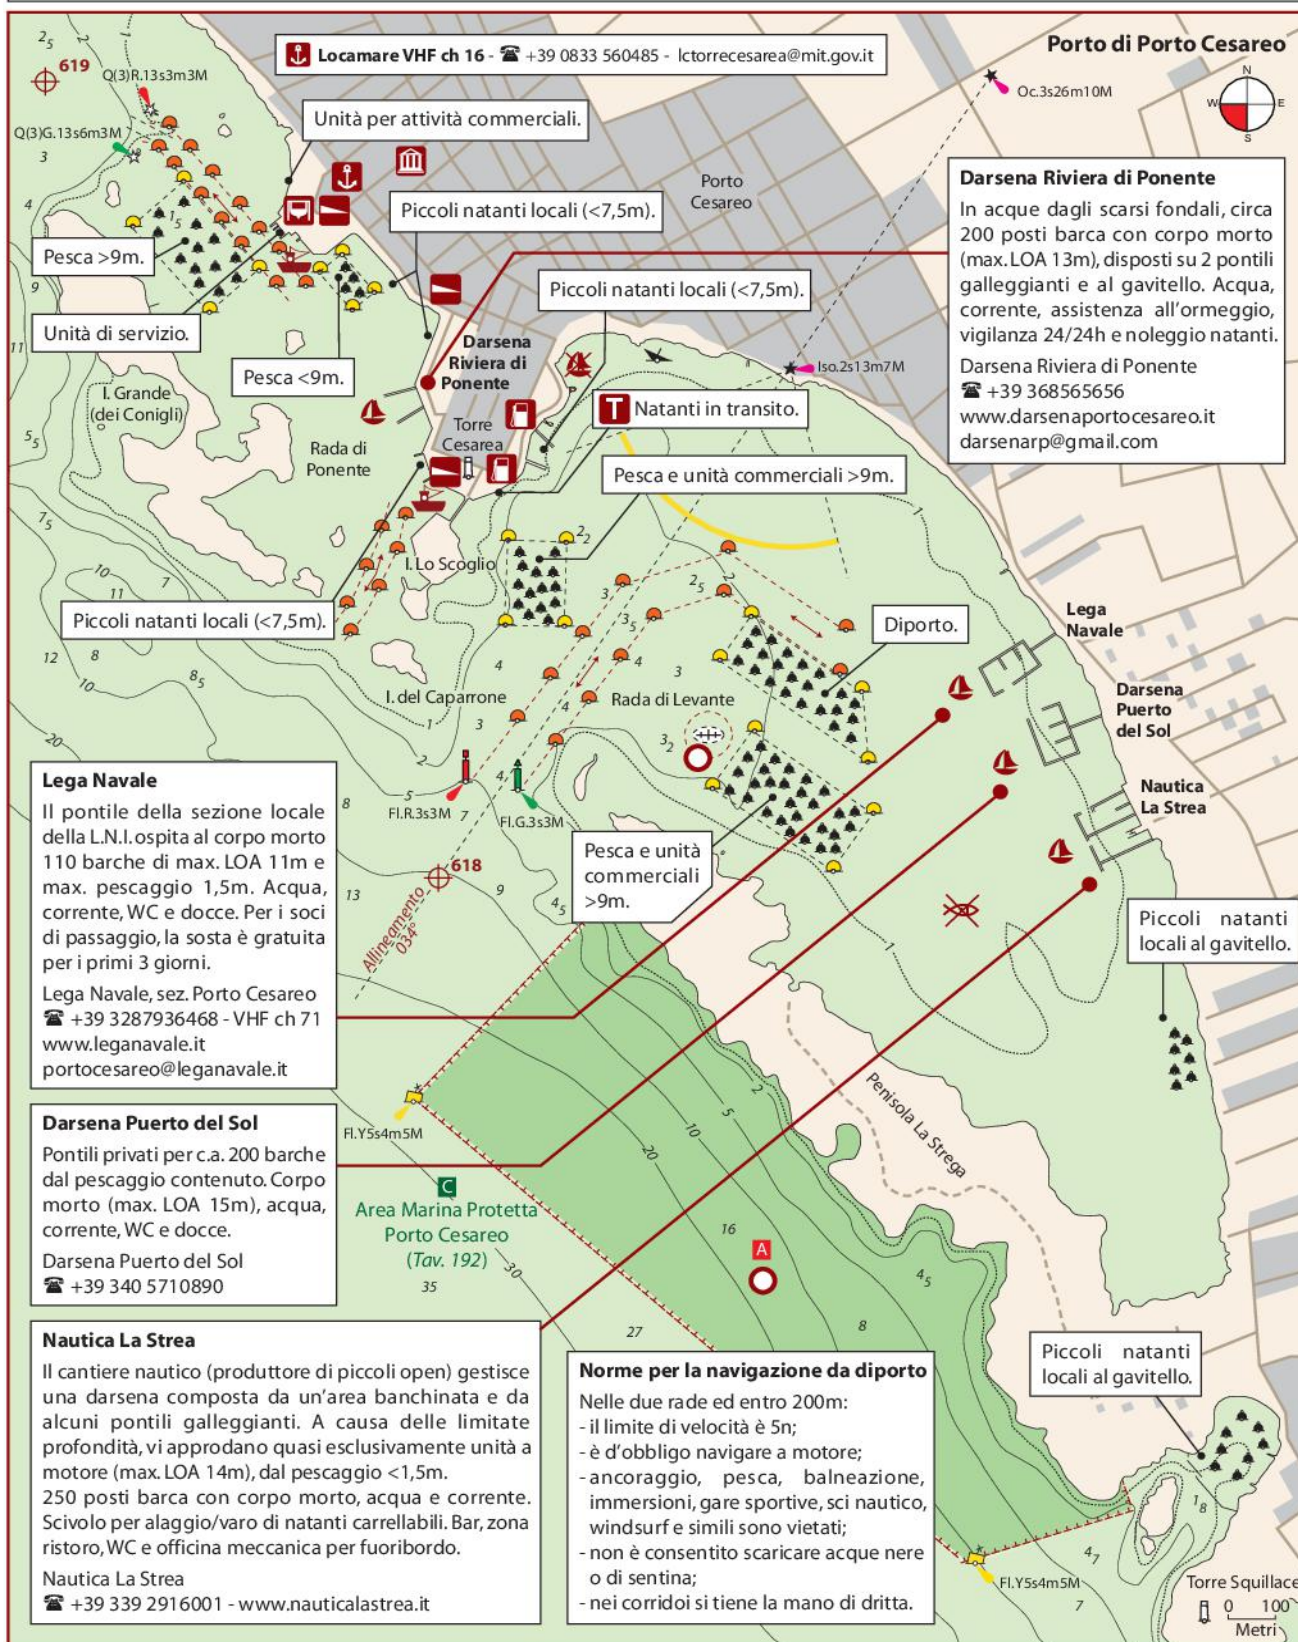 Locamare VHF ch 16 - ☎ +39 0833 560485 - lctorrecesarea@mit.gov.it
Porto di Porto Cesareo
N
W
E
S
619
Q(3)R.13s3m3M
Q(3)G.13s6m3M
Oc.3s26m10M
Unità per attività commerciali.
Porto
Cesareo
Piccoli natanti locali (<7,5m).
Pesca >9m.
Unità di servizio.
Pesca <9m.
Piccoli natanti locali (<7,5m).
Darsena
Riviera di
Ponente
Iso.2s13m7M
T Natanti in transito.
I. Grande
(dei Conigli)
Rada di
Ponente
Torre
Cesarea
P
Pesca e unità commerciali >9m.
I. Lo Scoglio
Piccoli natanti locali (<7,5m).
Diporto.
I. del Caparrone
Rada di Levante
Lega
Navale
Darsena
Puerto
del Sol
Nautica
La Strea
Fl.R.3s3M
Fl.G.3s3M
618
Allineamento
034°
Pesca e unità
commerciali
>9m.
Piccoli natanti
locali al gavitello.
Penisola La Strega
Fl.Y5s4m5M
C
Area Marina Protetta
Porto Cesareo
(Tav. 192)
A
Piccoli natanti
locali al gavitello.
Fl.Y5s4m5M
Torre Squillace
0 100
Metri
Darsena Riviera di Ponente
In acque dagli scarsi fondali, circa
200 posti barca con corpo morto
(max. LOA 13m), disposti su 2 pontili
galleggianti e al gavitello. Acqua,
corrente, assistenza all'ormeggio,
vigilanza 24/24h e noleggio natanti.
Darsena Riviera di Ponente
☎ +39 368565656
www.darsenaportocesareo.it
darsenarp@gmail.com
Lega Navale
Il pontile della sezione locale
della L.N.I. ospita al corpo morto
110 barche di max. LOA 11m e
max. pescaggio 1,5m. Acqua,
corrente, WC e docce. Per i soci
di passaggio, la sosta è gratuita
per i primi 3 giorni.
Lega Navale, sez. Porto Cesareo
☎ +39 3287936468 - VHF ch 71
www.leganavale.it
portocesareo@leganavale.it
Darsena Puerto del Sol
Pontili privati per c.a. 200 barche
dal pescaggio contenuto. Corpo
morto (max. LOA 15m), acqua,
corrente, WC e docce.
Darsena Puerto del Sol
☎ +39 340 5710890
Nautica La Strea
Il cantiere nautico (produttore di piccoli open) gestisce
una darsena composta da un'area banchinata e da
alcuni pontili galleggianti. A causa delle limitate
profondità, vi approdano quasi esclusivamente unità a
motore (max. LOA 14m), dal pescaggio <1,5m.
250 posti barca con corpo morto, acqua e corrente.
Scivolo per alaggio/varo di natanti carrellabili. Bar, zona
ristoro, WC e officina meccanica per fuoribordo.
Nautica La Strea
☎ +39 339 2916001 - www.nauticalastrea.it
Norme per la navigazione da diporto
Nelle due rade ed entro 200m:
- il limite di velocità è 5n;
- è d'obbligo navigare a motore;
- ancoraggio, pesca, balneazione,
immersioni, gare sportive, sci nautico,
windsurf e simili sono vietati;
- non è consentito scaricare acque nere
o di sentina;
- nei corridoi si tiene la mano di dritta.